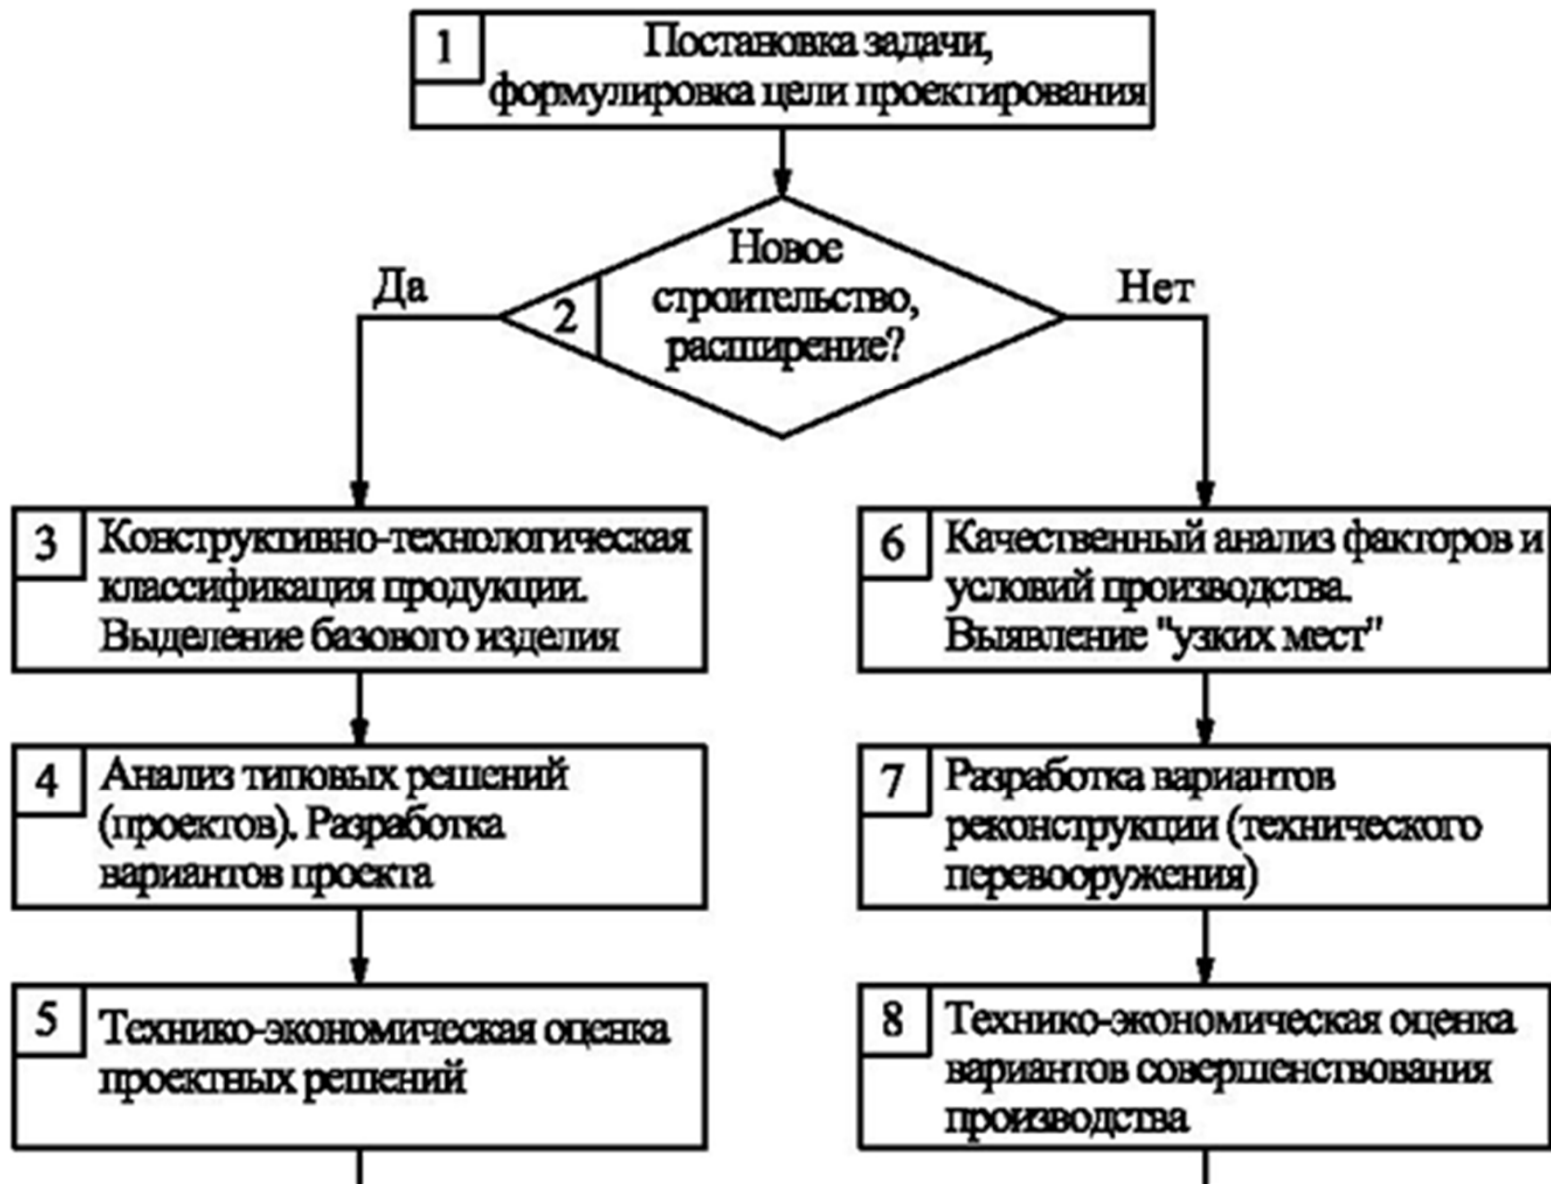 1
Постановка задачи,
формулировка цели проектирования
Да
2
Новое
строительство,
расширение?
Нет
3
Конструктивно-технологическая
классификация продукции.
Выделение базового изделия
4
Анализ типовых решений
(проектов). Разработка
вариантов проекта
5
Технико-экономическая оценка
проектных решений
6
Качественный анализ факторов и
условий производства.
Выявление "узких мест"
7
Разработка вариантов
реконструкции (технического
перевооружения)
8
Технико-экономическая оценка
вариантов совершенствования
производства